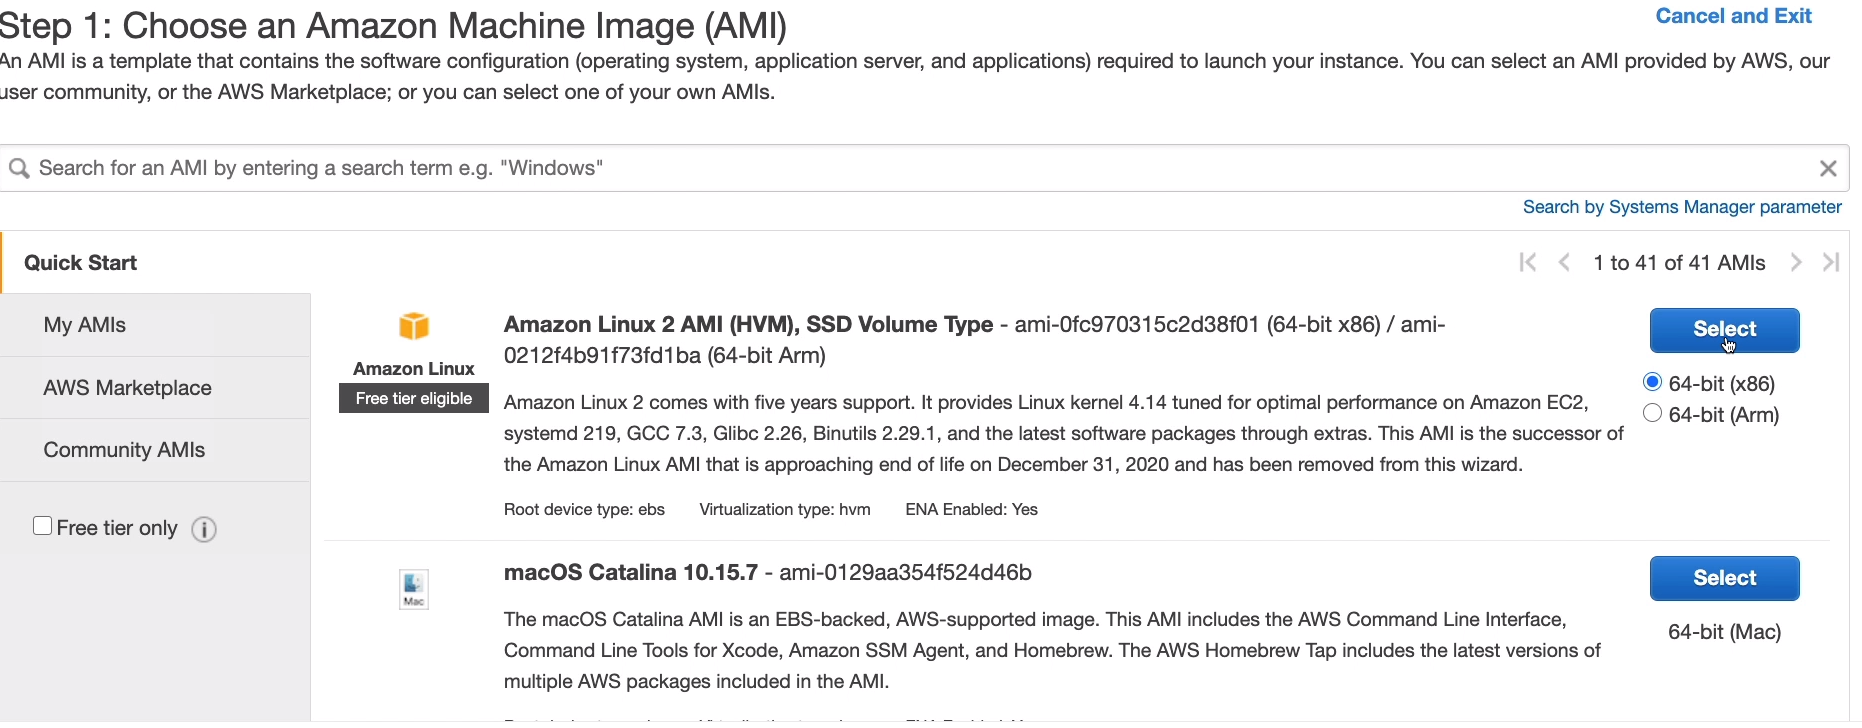 Step 1: Choose an Amazon Machine Image (AMI)
Cancel and Exit
An AMI is a template that contains the software configuration (operating system, application server, and applications) required to launch your instance. You can select an AMI provided by AWS, our
user community, or the AWS Marketplace; or you can select one of your own AMIs.
Search for an AMI by entering a search term e.g. "Windows"
Search by Systems Manager parameter
Quick Start
1 to 41 of 41 AMIs
My AMIs
AWS Marketplace
Community AMIs
Free tier only
Amazon Linux
Free tier eligible
Amazon Linux 2 AMI (HVM), SSD Volume Type - ami-0fc970315c2d38f01 (64-bit x86) / ami-
0212f4b91f73fd1ba (64-bit Arm)
Amazon Linux 2 comes with five years support. It provides Linux kernel 4.14 tuned for optimal performance on Amazon EC2,
systemd 219, GCC 7.3, Glibc 2.26, Binutils 2.29.1, and the latest software packages through extras. This AMI is the successor of
the Amazon Linux AMI that is approaching end of life on December 31, 2020 and has been removed from this wizard.
Root device type: ebs Virtualization type: hvm ENA Enabled: Yes
Select
64-bit (x86)
64-bit (Arm)
Mac
macOS Catalina 10.15.7 - ami-0129aa354f524d46b
The macOS Catalina AMI is an EBS-backed, AWS-supported image. This AMI includes the AWS Command Line Interface,
Command Line Tools for Xcode, Amazon SSM Agent, and Homebrew. The AWS Homebrew Tap includes the latest versions of
multiple AWS packages included in the AMI.
Select
64-bit (Mac)